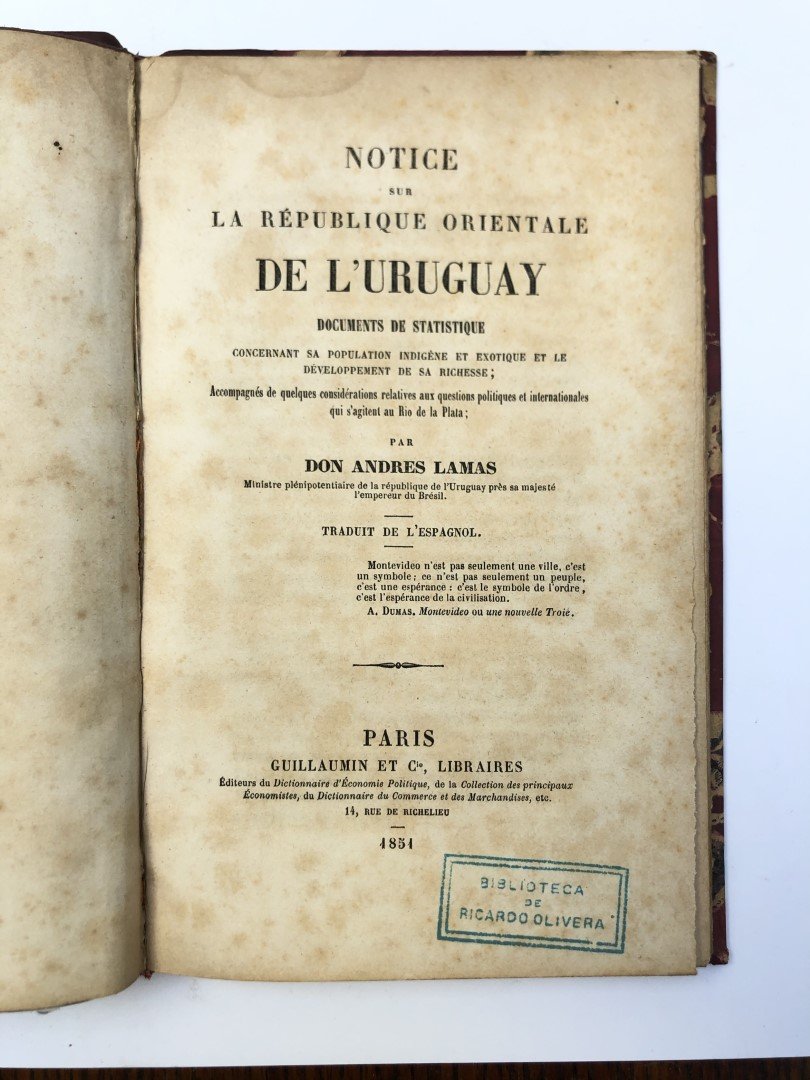 NOTICE
SUR
LA RÉPUBLIQUE ORIENTALE
DE L'URUGUAY
DOCUMENTS DE STATISTIQUE
CONCERNANT SA POPULATION INDIGÈNE ET EXOTIQUE ET LE
DÉVELOPPEMENT DE SA RICHESSE;
Accompagnés de quelques considérations relatives aux questions politiques et internationales
qui s'agitent au Rio de la Plata;
PAR
DON ANDRES LAMAS
Ministre plénipotentiaire de la république de l'Uruguay près sa majesté
l'empereur du Brésil.
TRADUIT DE L'ESPAGNOL.
Montevideo n'est pas seulement une ville, c'est
un symbole; ce n'est pas seulement un peuple,
c'est une espérance: c'est le symbole de l'ordre,
c'est l'espérance de la civilisation.
A. DUMAS. Montevideo ou une nouvelle Troie.
PARIS
GUILLAUMIN ET Cie, LIBRAIRES
Éditeurs du Dictionnaire d'Économie Politique, de la Collection des principaux
Économistes, du Dictionnaire du Commerce et des Marchandises, etc.
14, RUE DE RICHELIEU
1851
BIBLIOTECA
DE
RICARDO OLIVERA